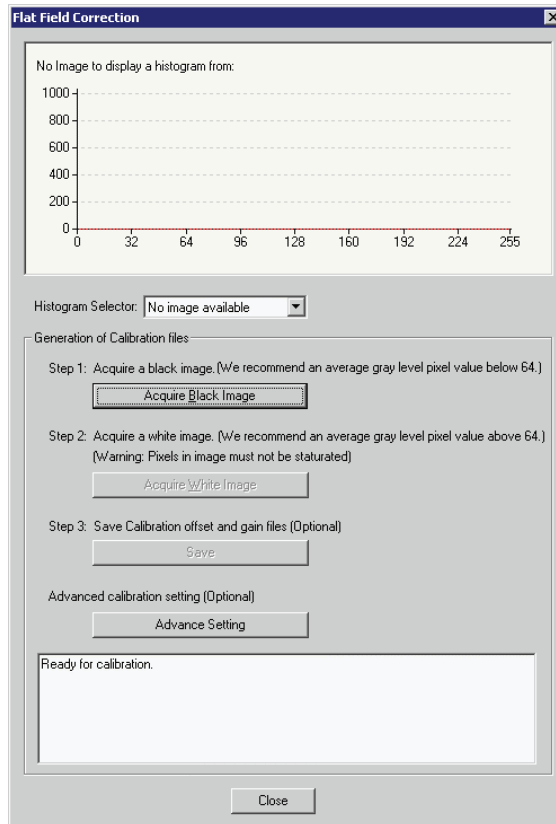 Flat Field Correction
No Image to display a histogram from:
1000
800
600
400
200
0
0 32 64 96 128 160 192 224 255
Histogram Selector: No image available
Generation of Calibration files
Step 1: Acquire a black image. (We recommend an average gray level pixel value below 64.)
Acquire Black Image
Step 2: Acquire a white image. (We recommend an average gray level pixel value above 64.)
(Warning: Pixels in image must not be staturated)
Acquire White Image
Step 3: Save Calibration offset and gain files (Optional)
Save
Advanced calibration setting (Optional)
Advance Setting
Ready for calibration.
Close